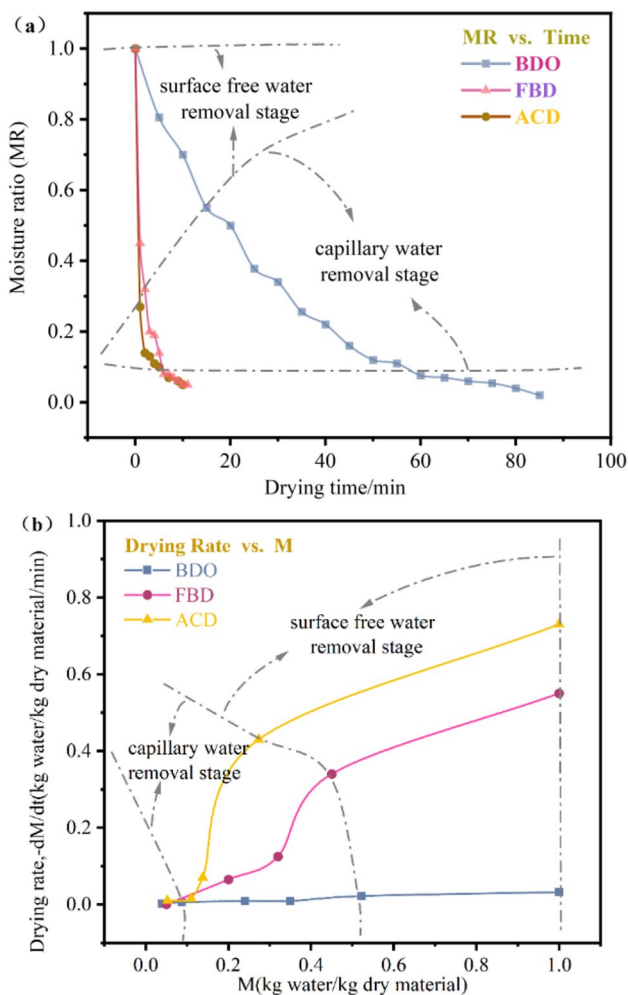 (a)
MR vs. Time
BDO
FBD
ACD
surface free water
removal stage
capillary water
removal stage
Moisture ratio (MR)
1.0
0.8
0.6
0.4
0.2
0.0
0 20 40 60 80 100
Drying time/min
(b)
Drying Rate vs. M
BDO
FBD
ACD
surface free water
removal stage
capillary water
removal stage
Drying rate,-dM/dt(kg water/kg dry material/min)
1.0
0.8
0.6
0.4
0.2
0.0
0.0 0.2 0.4 0.6 0.8 1.0
M(kg water/kg dry material)